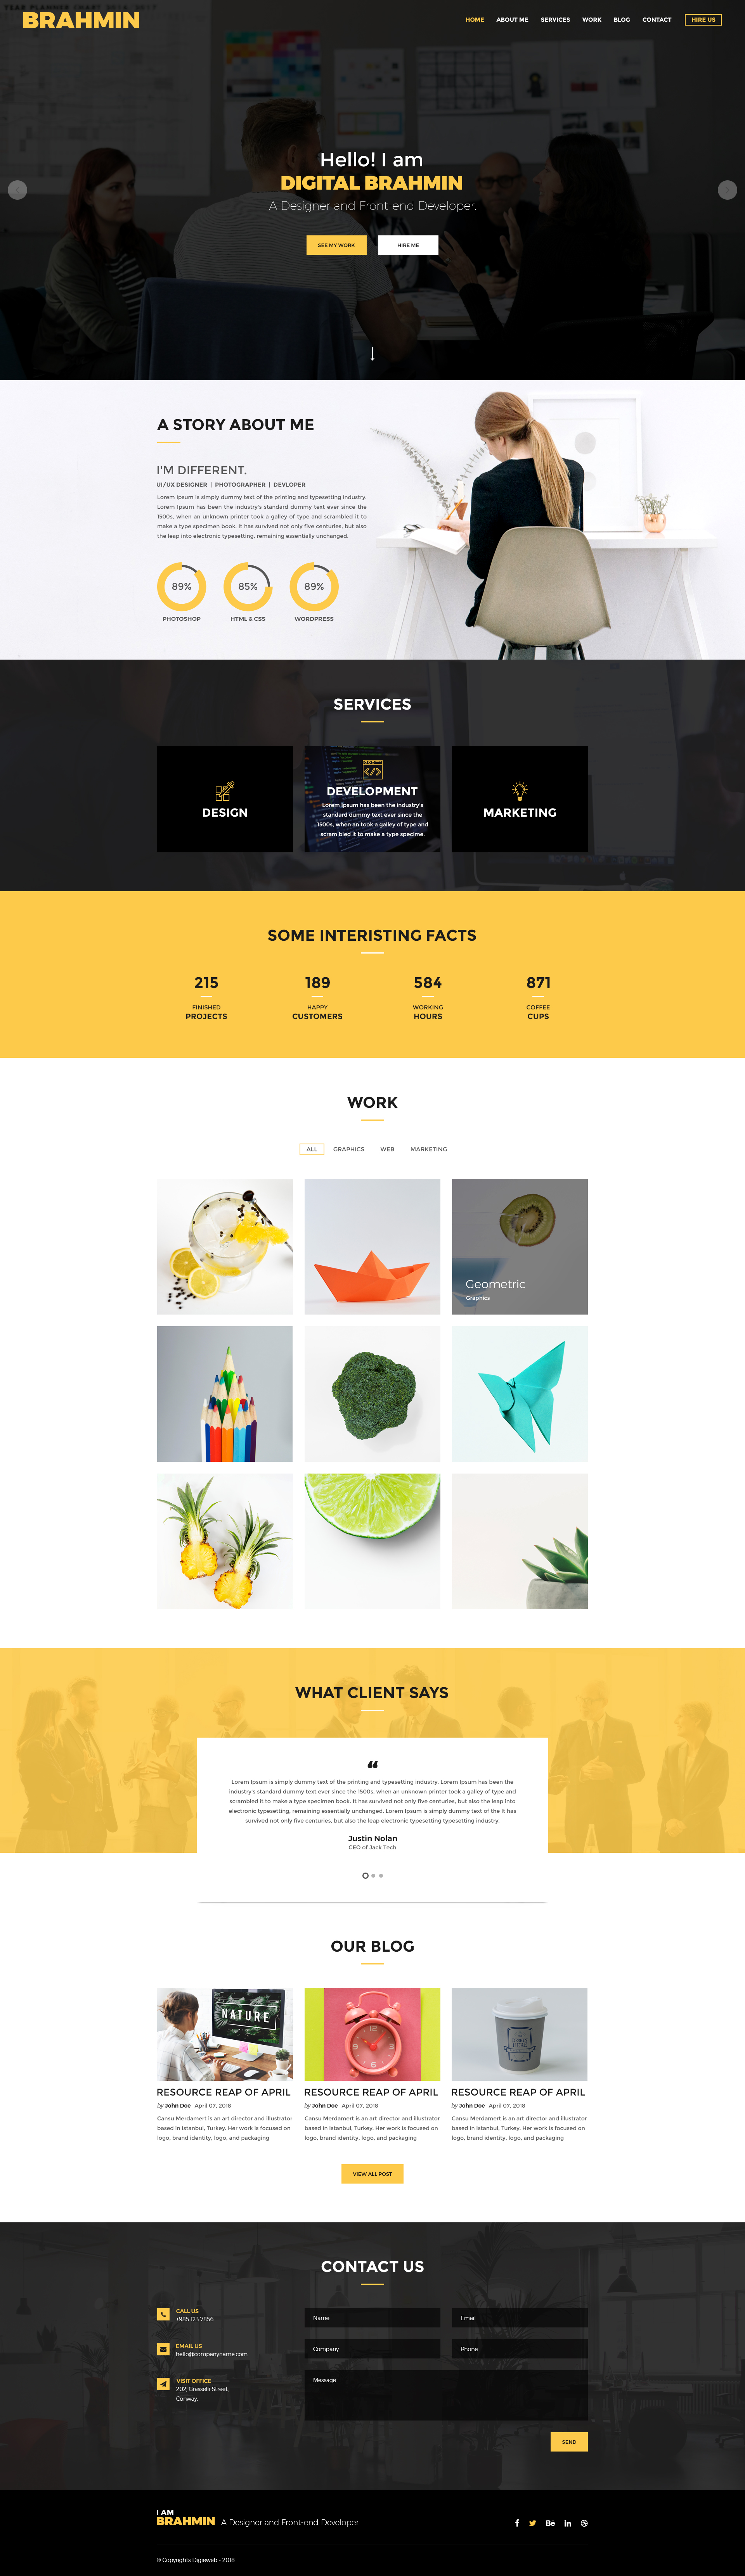 BRAHMIN
HOME ABOUT ME SERVICES WORK BLOG CONTACT HIRE US
Hello! I am
DIGITAL BRAHMIN
A Designer and Front-end Developer.
SEE MY WORK HIRE ME
A STORY ABOUT ME
I'M DIFFERENT.
UI/UX DESIGNER | PHOTOGRAPHER | DEVLOPER
Lorem Ipsum is simply dummy text of the printing and typesetting industry.
Lorem Ipsum has been the industry's standard dummy text ever since the
1500s, when an unknown printer took a galley of type and scrambled it to
make a type specimen book. It has survived not only five centuries, but also
the leap into electronic typesetting, remaining essentially unchanged.
89% 85% 89%
PHOTOSHOP HTML & CSS WORDPRESS
SERVICES
DESIGN
DEVELOPMENT
Lorem Ipsum has been the industry's
standard dummy text ever since the
1500s, when an took a galley of type and
scram bled it to make a type specime.
MARKETING
SOME INTERISTING FACTS
215 189 584 871
FINISHED HAPPY WORKING COFFEE
PROJECTS CUSTOMERS HOURS CUPS
WORK
ALL GRAPHICS WEB MARKETING
Geometric
Graphics
WHAT CLIENT SAYS
“
Lorem Ipsum is simply dummy text of the printing and typesetting industry. Lorem Ipsum has been the
industry's standard dummy text ever since the 1500s, when an unknown printer took a galley of type and
scrambled it to make a type specimen book. It has survived not only five centuries, but also the leap into
electronic typesetting, remaining essentially unchanged. Lorem Ipsum is simply dummy text of the It has
survived not only five centuries, but also the leap electronic typesetting typesetting industry.
Justin Nolan
CEO of Jack Tech
OUR BLOG
NATURE
RESOURCE REAP OF APRIL
by John Doe April 07, 2018
Cansu Merdamert is an art director and illustrator
based in Istanbul, Turkey. Her work is focused on
logo, brand identity, logo, and packaging
RESOURCE REAP OF APRIL
by John Doe April 07, 2018
Cansu Merdamert is an art director and illustrator
based in Istanbul, Turkey. Her work is focused on
logo, brand identity, logo, and packaging
RESOURCE REAP OF APRIL
by John Doe April 07, 2018
Cansu Merdamert is an art director and illustrator
based in Istanbul, Turkey. Her work is focused on
logo, brand identity, logo, and packaging
VIEW ALL POST
CONTACT US
CALL US
+985 123 7856
EMAIL US
hello@companyname.com
VISIT OFFICE
202, Grasselli Street,
Conway.
Name Email
Company Phone
Message
SEND
I AM
BRAHMIN A Designer and Front-end Developer.
Bē in
© Copyrights Digieweb - 2018